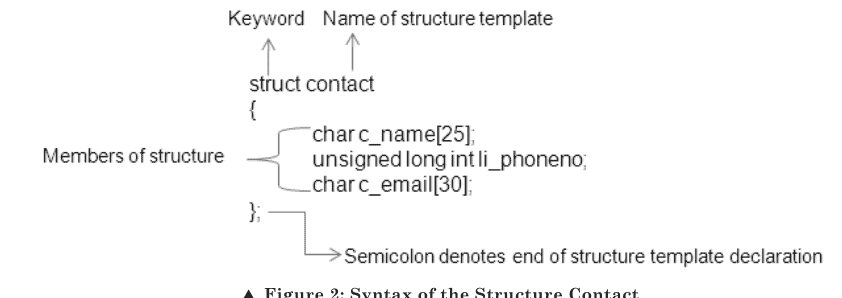 Keyword Name of structure template
struct contact
{
char c_name[25];
Members of structure
unsigned long int li_phoneno;
char c_email[30];
};
Semicolon denotes end of structure template declaration
▲ Figure 2: Syntax of the Structure Contact